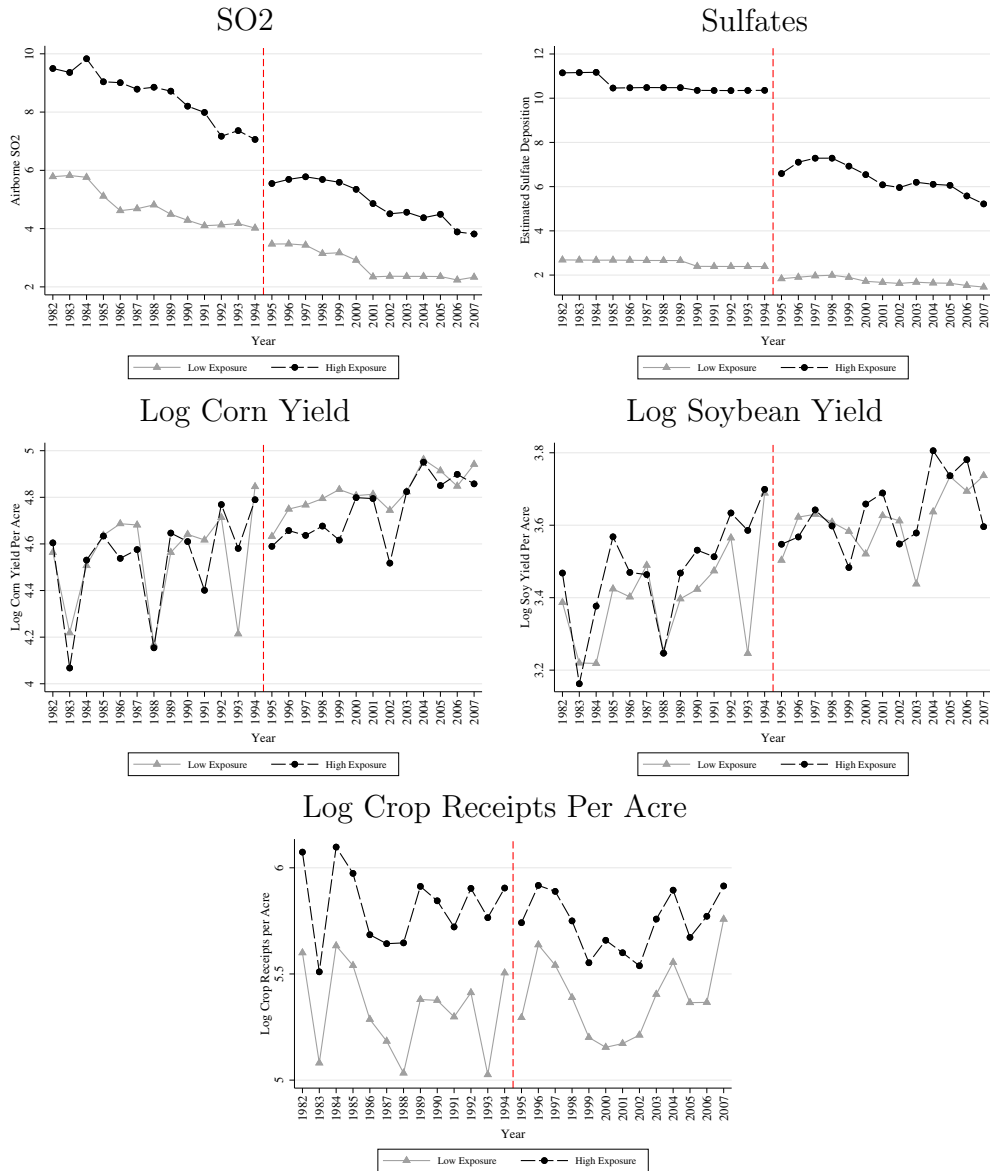 SO2
Sulfates
Airborne SO2
10
8
6
4
2
1982 1983 1984 1985 1986 1987 1988 1989 1990 1991 1992 1993 1994 1995 1996 1997 1998 1999 2000 2001 2002 2003 2004 2005 2006 2007
Year
Low Exposure High Exposure
Estimated Sulfate Deposition
12
10
8
6
4
2
1982 1983 1984 1985 1986 1987 1988 1989 1990 1991 1992 1993 1994 1995 1996 1997 1998 1999 2000 2001 2002 2003 2004 2005 2006 2007
Year
Low Exposure High Exposure
Log Corn Yield
Log Soybean Yield
Log Corn Yield Per Acre
5
4.8
4.6
4.4
4.2
4
1982 1983 1984 1985 1986 1987 1988 1989 1990 1991 1992 1993 1994 1995 1996 1997 1998 1999 2000 2001 2002 2003 2004 2005 2006 2007
Year
Low Exposure High Exposure
Log Soy Yield Per Acre
3.8
3.6
3.4
3.2
1982 1983 1984 1985 1986 1987 1988 1989 1990 1991 1992 1993 1994 1995 1996 1997 1998 1999 2000 2001 2002 2003 2004 2005 2006 2007
Year
Low Exposure High Exposure
Log Crop Receipts Per Acre
Log Crop Receipts per Acre
6
5.5
5
1982 1983 1984 1985 1986 1987 1988 1989 1990 1991 1992 1993 1994 1995 1996 1997 1998 1999 2000 2001 2002 2003 2004 2005 2006 2007
Year
Low Exposure High Exposure